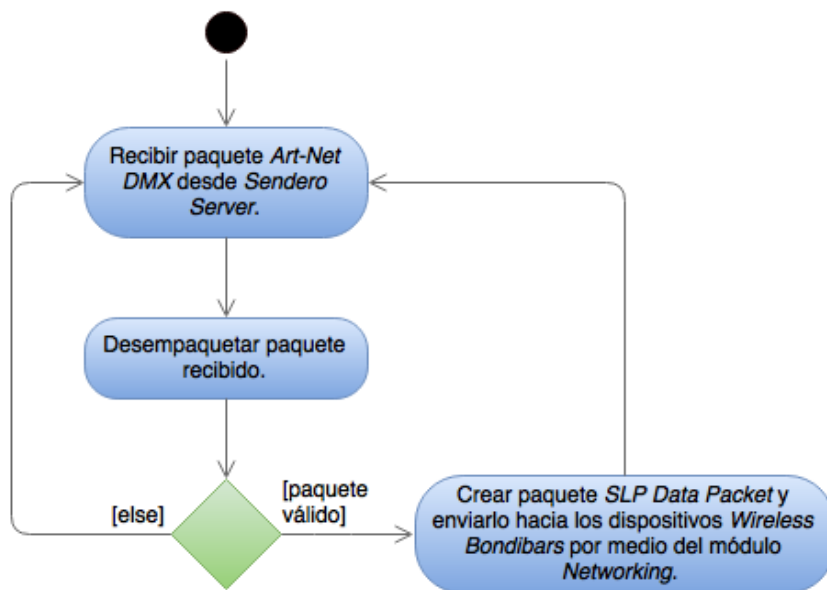 Recibir paquete Art-Net
DMX desde Sendero
Server.
Desempaquetar paquete
recibido.
[else]
[paquete
válido]
Crear paquete SLP Data Packet y
enviarlo hacia los dispositivos Wireless
Bondibars por medio del módulo
Networking.